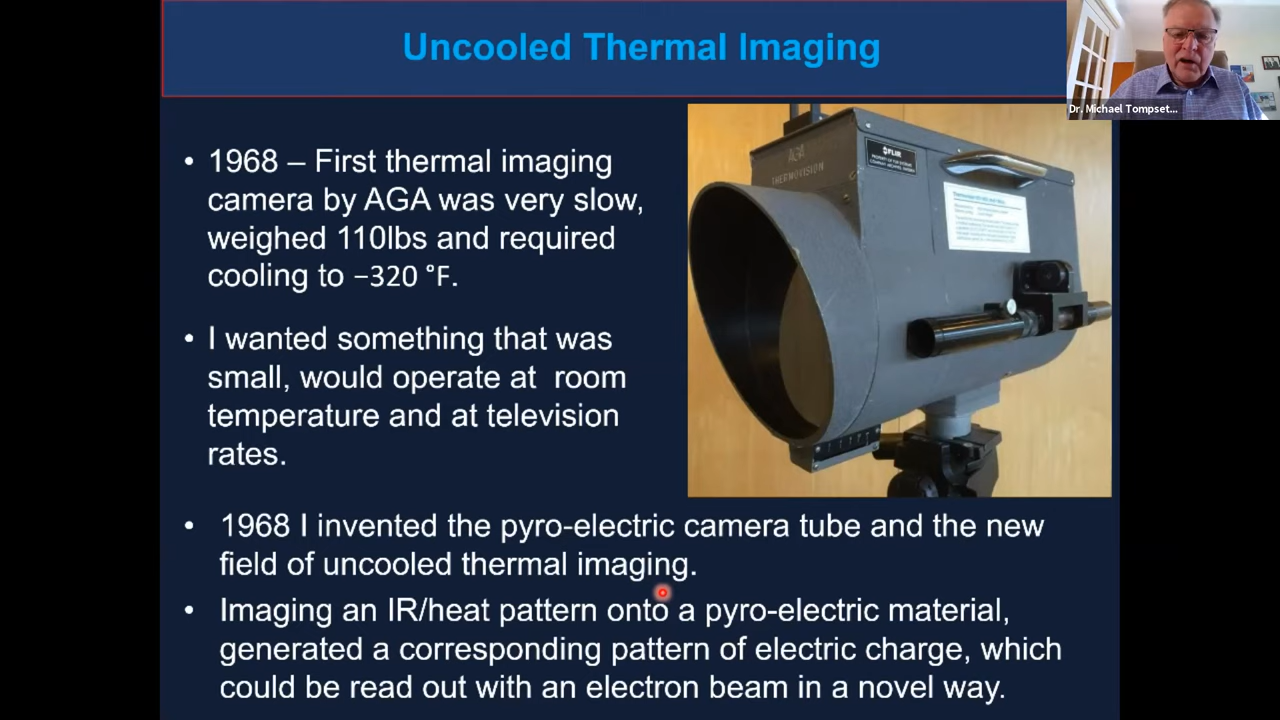 Uncooled Thermal Imaging
Dr. Michael Tompset...
• 1968 – First thermal imaging
camera by AGA was very slow,
weigned 110lbs and required
cooling to −320 °F.
• I wanted something that was
small, would operate at room
temperature and at television
rates.
AGA
THERMOVISION
FLIR
• 1968 I invented the pyro-electric camera tube and the new
field of uncooled thermal imaging.
• Imaging an IR/heat pattern onto a pyro-electric material,
generated a corresponding pattern of electric charge, which
could be read out with an electron beam in a novel way.